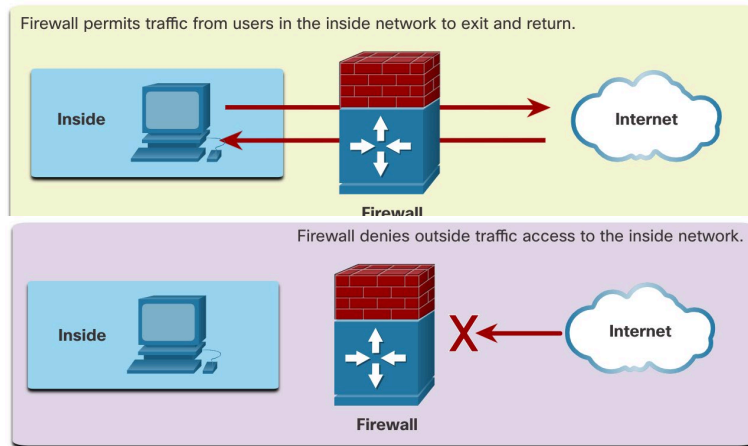 Firewall permits traffic from users in the inside network to exit and return.
Inside
Internet
Firewall
Firewall denies outside traffic access to the inside network.
Inside
X
Internet
Firewall